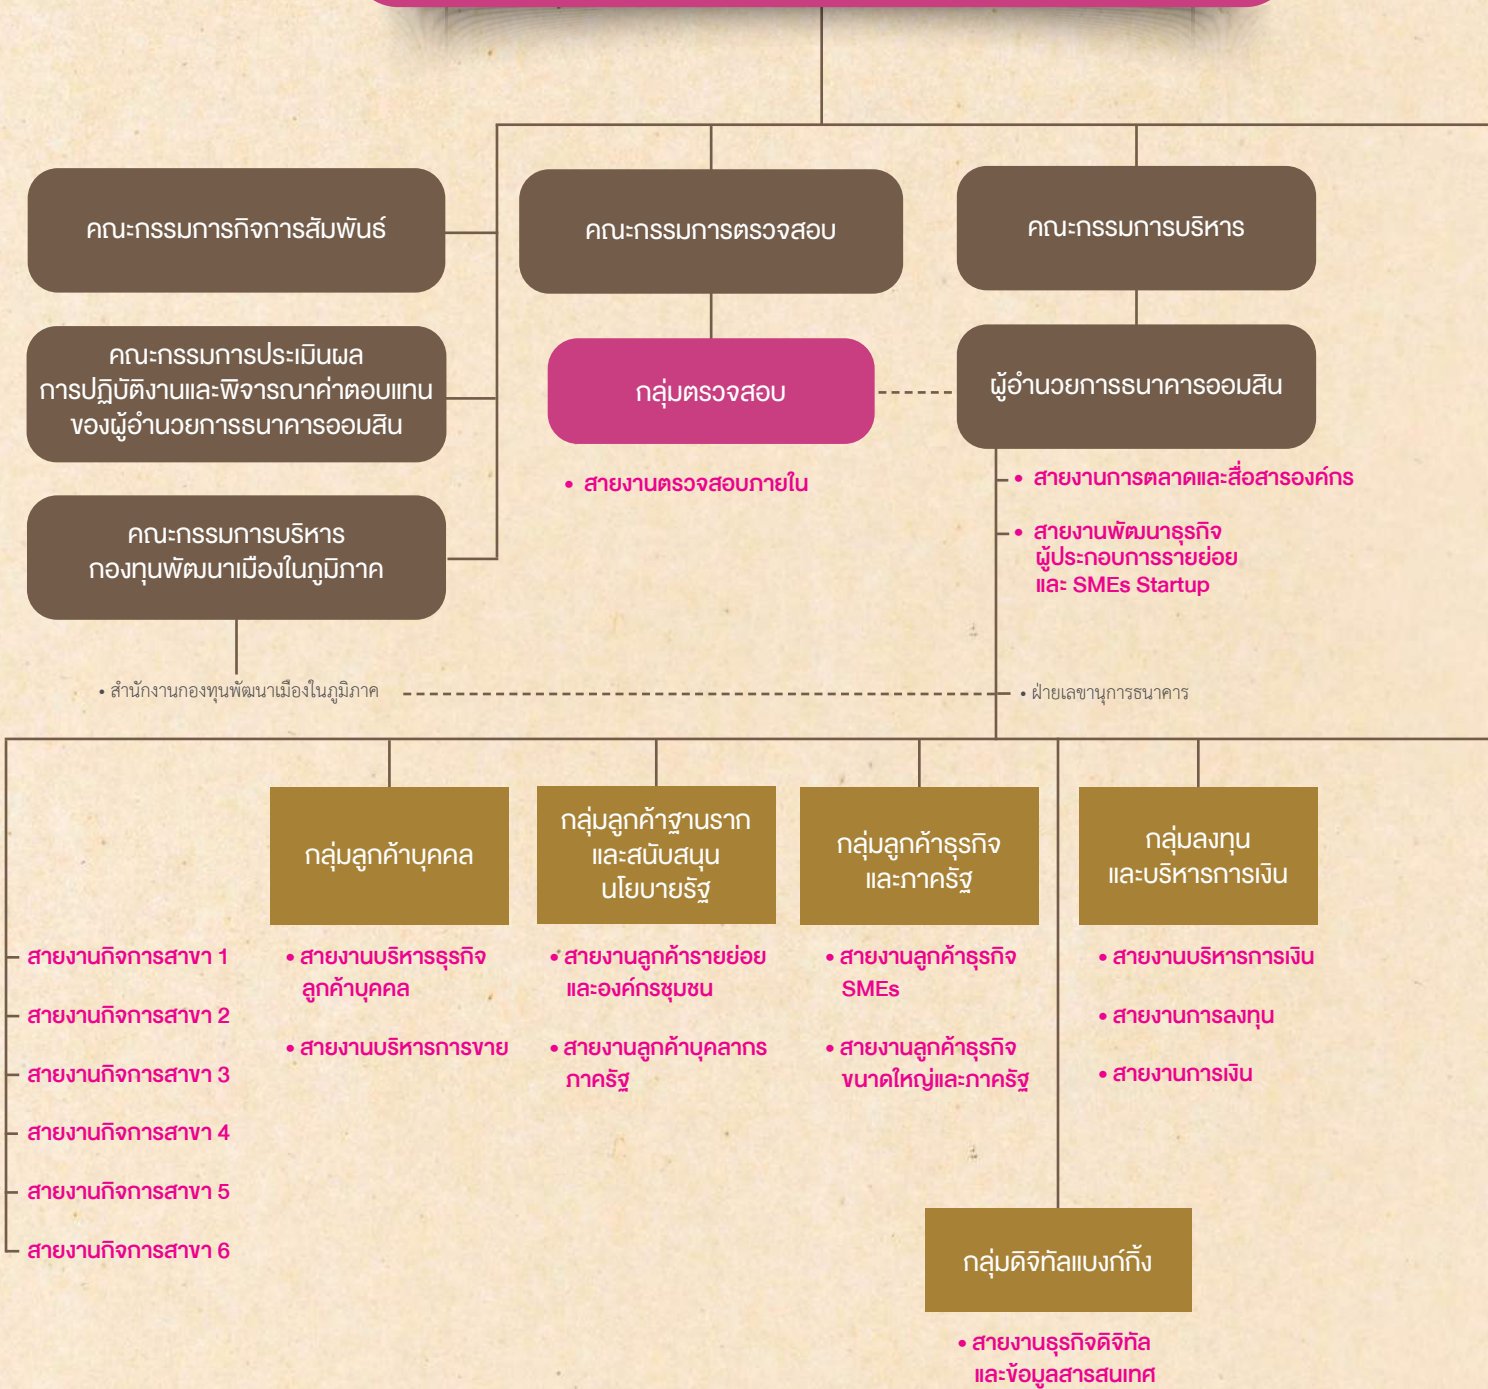 คณะกรรมการกิจการสัมพันธ์
คณะกรรมการตรวจสอบ
คณะกรรมการบริหาร
คณะกรรมการประเมินผล
การปฏิบัติงานและพิจารณาค่าตอบแทน
ของผู้อำนวยการธนาคารออมสิน
กลุ่มตรวจสอบ
ผู้อำนวยการธนาคารออมสิน
• สายงานตรวจสอบภายใน
• สายงานการตลาดและสื่อสารองค์กร
• สายงานพัฒนาธุรกิจ
ผู้ประกอบการรายย่อย
และ SMEs Startup
คณะกรรมการบริหาร
กองทุนพัฒนาเมืองในภูมิภาค
• สำนักงานกองทุนพัฒนาเมืองในภูมิภาค
• ฝ่ายเลขานุการธนาคาร
สายงานกิจการสาขา 1
สายงานกิจการสาขา 2
สายงานกิจการสาขา 3
สายงานกิจการสาขา 4
สายงานกิจการสาขา 5
สายงานกิจการสาขา 6
กลุ่มลูกค้าบุคคล
• สายงานบริหารธุรกิจ
ลูกค้าบุคคล
• สายงานบริหารการขาย
กลุ่มลูกค้าฐานราก
และสนับสนุน
นโยบายรัฐ
• สายงานลูกค้ารายย่อย
และองค์กรชุมชน
• สายงานลูกค้าบุคลากร
ภาครัฐ
กลุ่มลูกค้าธุรกิจ
และภาครัฐ
• สายงานลูกค้าธุรกิจ
SMEs
• สายงานลูกค้าธุรกิจ
ขนาดใหญ่และภาครัฐ
กลุ่มลงทุน
และบริหารการเงิน
• สายงานบริหารการเงิน
• สายงานการลงทุน
• สายงานการเงิน
กลุ่มดิจิทัลแบงก์กิ้ง
• สายงานธุรกิจดิจิทัล
และข้อมูลสารสนเทศ